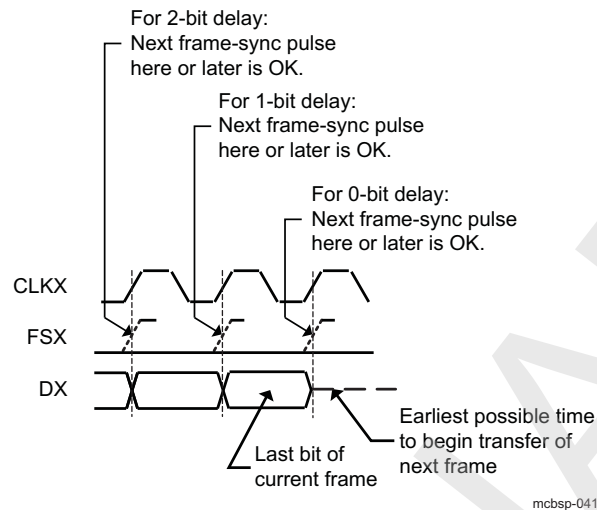 For 2-bit delay:
Next frame-sync pulse
here or later is OK.
For 1-bit delay:
Next frame-sync pulse
here or later is OK.
For 0-bit delay:
Next frame-sync pulse
here or later is OK.
CLKX
FSX
DX
Last bit of
current frame
Earliest possible time
to begin transfer of
next frame
mcbsp-041